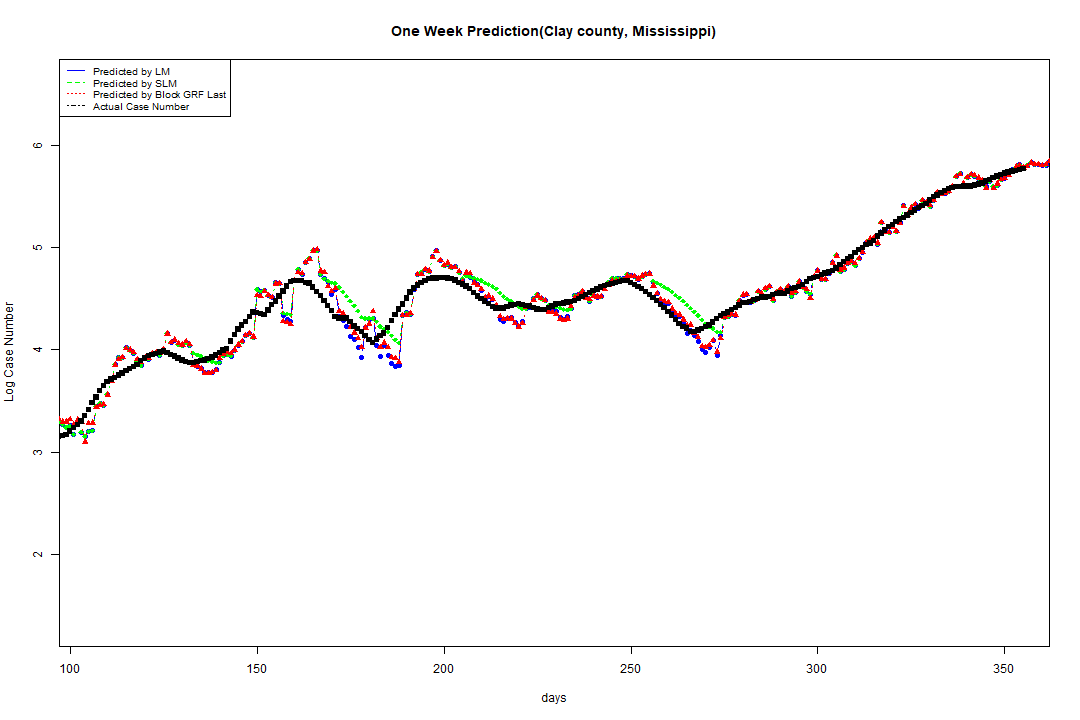 One Week Prediction(Clay county, Mississippi)
Predicted by LM
Predicted by SLM
Predicted by Block GRF Last
Actual Case Number
6
5
4
3
2
Log Case Number
100 150 200 250 300 350
days